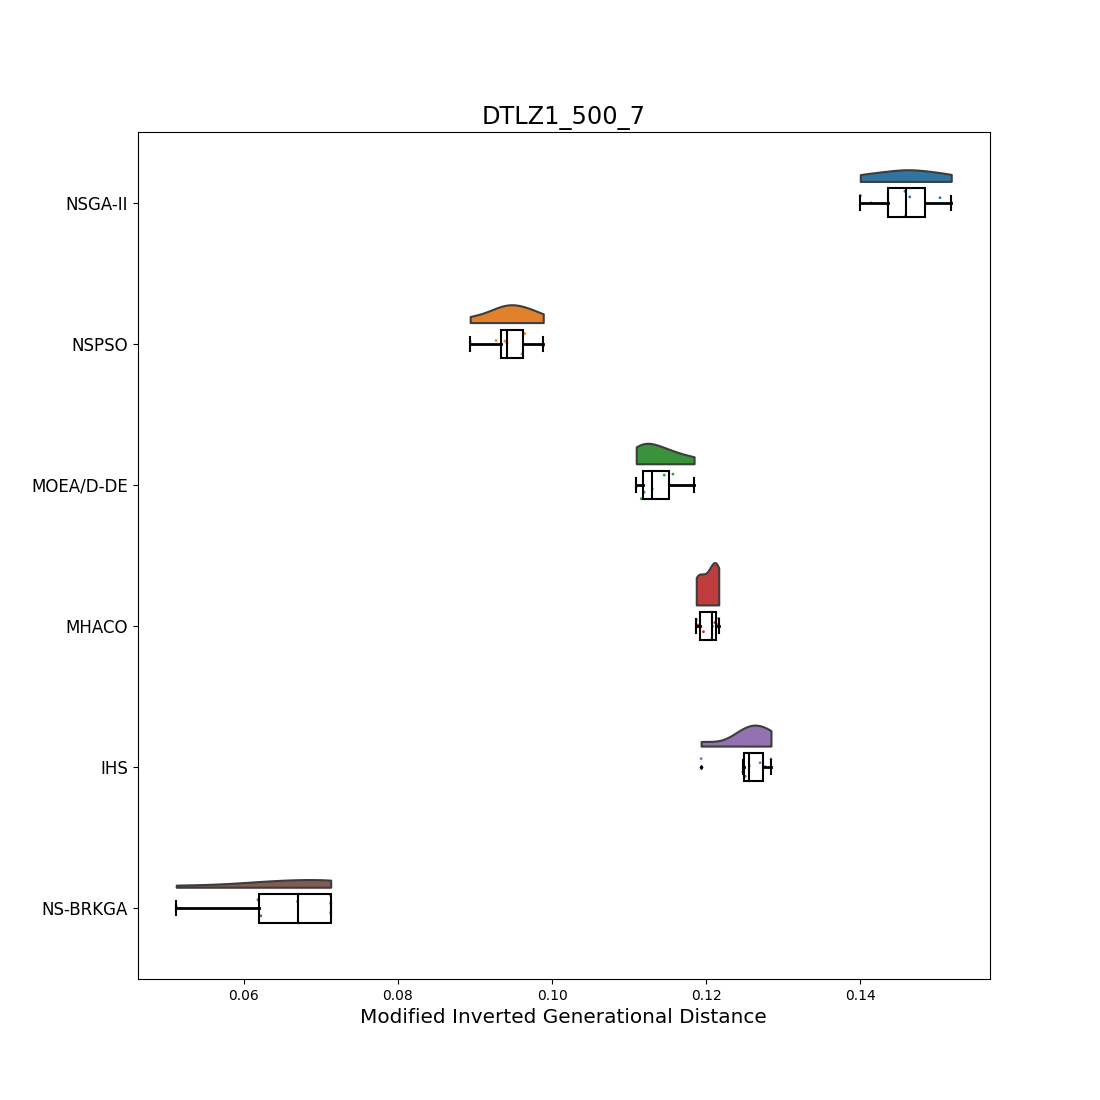 DTLZ1_500_7
NSGA-II
NSPSO
MOEA/D-DE
MHACO
IHS
NS-BRKGA
0.06 0.08 0.10 0.12 0.14
Modified Inverted Generational Distance